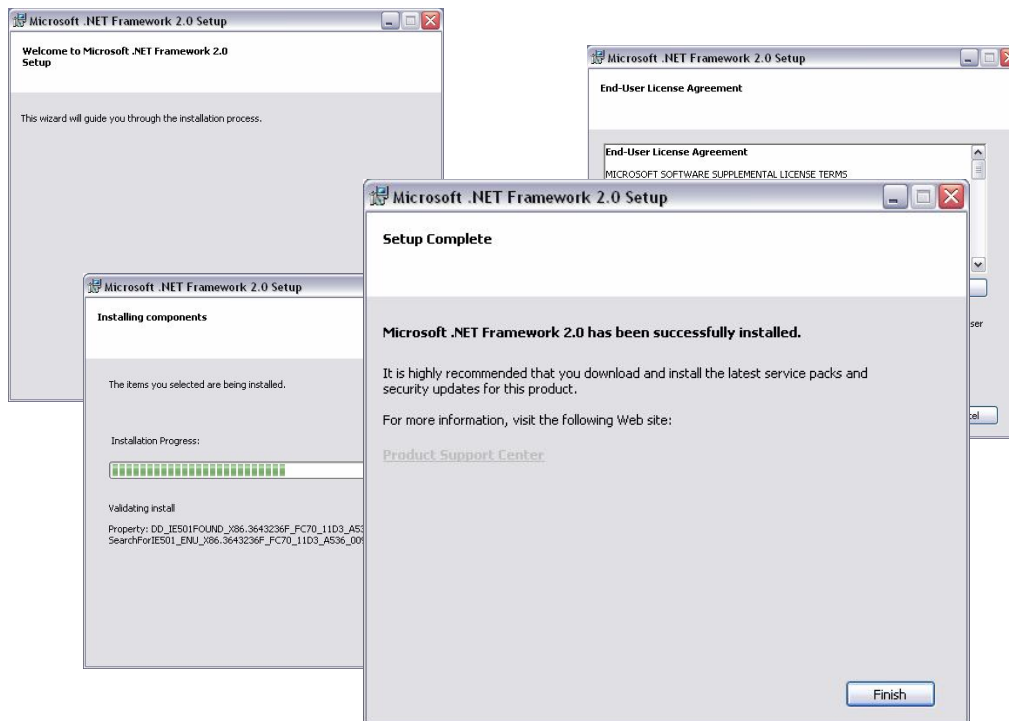 Microsoft .NET Framework 2.0 Setup
Welcome to Microsoft .NET Framework 2.0
Setup
This wizard will guide you through the installation process.
Microsoft .NET Framework 2.0 Setup
End-User License Agreement
End-User License Agreement
MICROSOFT SOFTWARE SUPPLEMENTAL LICENSE TERMS
Microsoft .NET Framework 2.0 Setup
Installing components
The items you selected are being installed.
Installation Progress:
Validating install
Property: DD_IE501FOUND_X86.3643236F_FC70_11D3_A53
SearchForIE501_ENU_X86.3643236F_FC70_11D3_A536_009
Microsoft .NET Framework 2.0 Setup
Setup Complete
Microsoft .NET Framework 2.0 has been successfully installed.
It is highly recommended that you download and install the latest service packs and
security updates for this product.
For more information, visit the following Web site:
Product Support Center
Finish